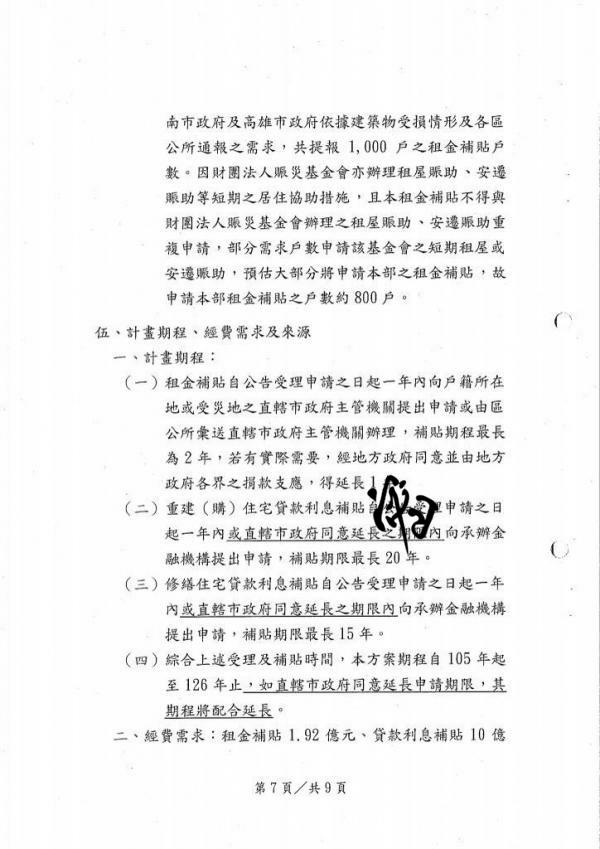 南市政府及高雄市政府依據建築物受損情形及各區
公所通報之需求，共提報 1,000 戶之租金補貼戶
數。因財團法人賑災基金會亦辦理租屋賑助、安遷
賑助等短期之居住協助措施，且本租金補貼不得與
財團法人賑災基金會辦理之租屋賑助、安遷賑助重
複申請，部分需求戶數申請該基金會之短期租屋或
安遷賑助，預估大部分將申請本部之租金補貼，故
申請本部租金補貼之戶數約 800 戶。
伍、計畫期程、經費需求及來源
一、計畫期程：
（一）租金補貼自公告受理申請之日起一年內向戶籍所在
地或受災地之直轄市政府主管機關提出申請或由區
公所彙送直轄市政府主管機關辦理，補貼期程最長
為 2 年，若有實際需要，經地方政府同意並由地方
政府各界之捐款支應，得延長 1
（二）重建（購）住宅貸款利息補貼自公告受理申請之日
起一年內或直轄市政府同意延長之期限內向承辦金
融機構提出申請，補貼期限最長 20 年。
（三）修繕住宅貸款利息補貼自公告受理申請之日起一年
內或直轄市政府同意延長之期限內向承辦金融機構
提出申請，補貼期限最長 15 年。
（四）綜合上述受理及補貼時間，本方案期程自 105 年起
至 126 年止，如直轄市政府同意延長申請期限，其
期程將配合延長。
二、經費需求：租金補貼 1.92 億元、貸款利息補貼 10 億
第 7 頁／共 9 頁